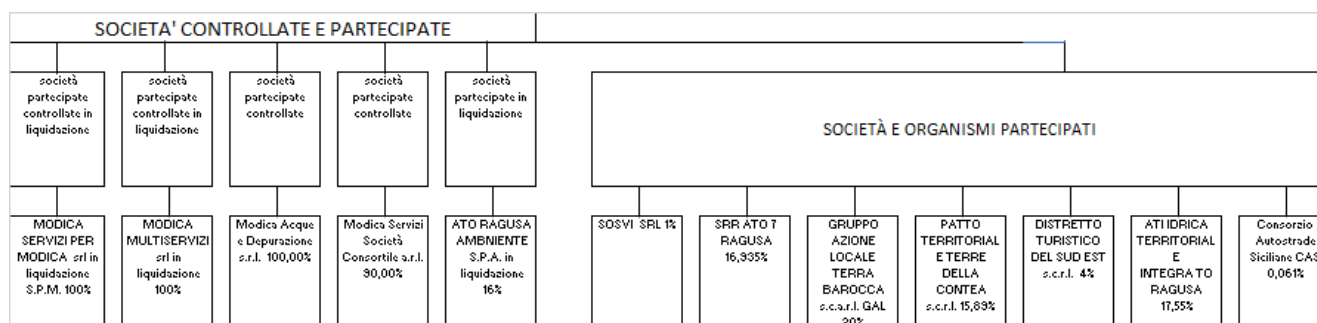 SOCIETA' CONTROLLATE E PARTECIPATE
società
partecipate
controllate in
liquidazione
società
partecipate
controllate in
liquidazione
società
partecipate
controllate
società
partecipate
controllate
società
partecipate in
liquidazione
SOCIETÀ E ORGANISMI PARTECIPATI
MODICA
SERVIZI PER
MODICA srl in
liquidazione
S.P.M. 100%
MODICA
MULTISERVIZI
srl in
liquidazione
100%
Modica Acque
e Depurazione
s.r.l. 100,00%
Modica Servizi
Società
Consortile a.r.l.
90,00%
ATO RAGUSA
AMBNIENTE
S.P.A. in
liquidazione
16%
SOSVI SRL 1%
SRR ATO 7
RAGUSA
16,935%
GRUPPO
AZIONE
LOCALE
TERRA
BAROCCA
s.c.a.r.l. GAL
PATTO
TERRITORIAL
E TERRE
DELLA
CONTEA
s.c.r.l. 15,89%
DISTRETTO
TURISTICO
DEL SUD EST
s.c.r.l. 4%
ATI IDRICA
TERRITORIAL
E
INTEGRATO
RAGUSA
17,55%
Consorzio
Autostrade
Siciliane CAS
0,061%